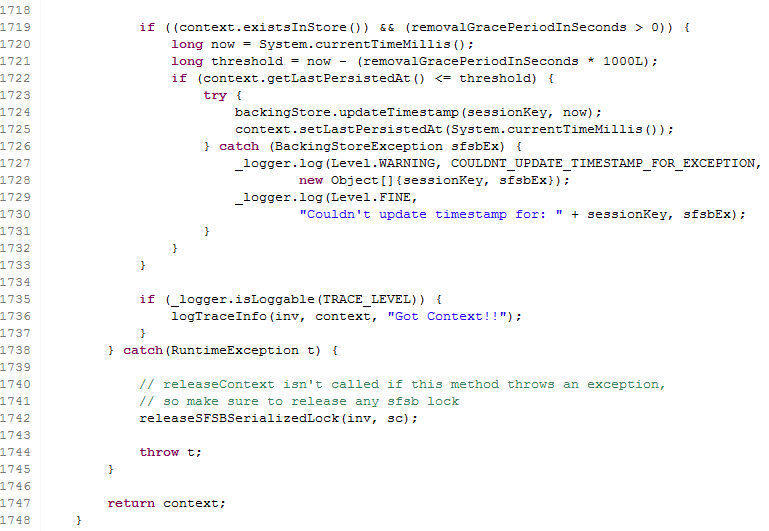 1718
1719 if ((context.existsInStore()) && (removalGracePeriodInSeconds > 0)) {
1720 long now = System.currentTimeMillis();
1721 long threshold = now - (removalGracePeriodInSeconds * 1000L);
1722 if (context.getLastPersistedAt() <= threshold) {
1723 try {
1724 backingStore.updateTimestamp(sessionKey, now);
1725 context.setLastPersistedAt(System.currentTimeMillis());
1726 } catch (BackingStoreException sfsbEx) {
1727 _logger.log(Level.WARNING, COULDNT_UPDATE_TIMESTAMP_FOR_EXCEPTION,
1728 new Object[]{sessionKey, sfsbEx});
1729 _logger.log(Level.FINE,
1730 "Couldn't update timestamp for: " + sessionKey, sfsbEx);
1731 }
1732 }
1733 }
1734
1735 if (_logger.isLoggable(TRACE_LEVEL)) {
1736 logTraceInfo(inv, context, "Got Context!!");
1737 }
1738 } catch(RuntimeException t) {
1739
1740 // releaseContext isn't called if this method throws an exception,
1741 // so make sure to release any sfsb lock
1742 releaseSFSBSerializedLock(inv, sc);
1743
1744 throw t;
1745 }
1746
1747 return context;
1748 }